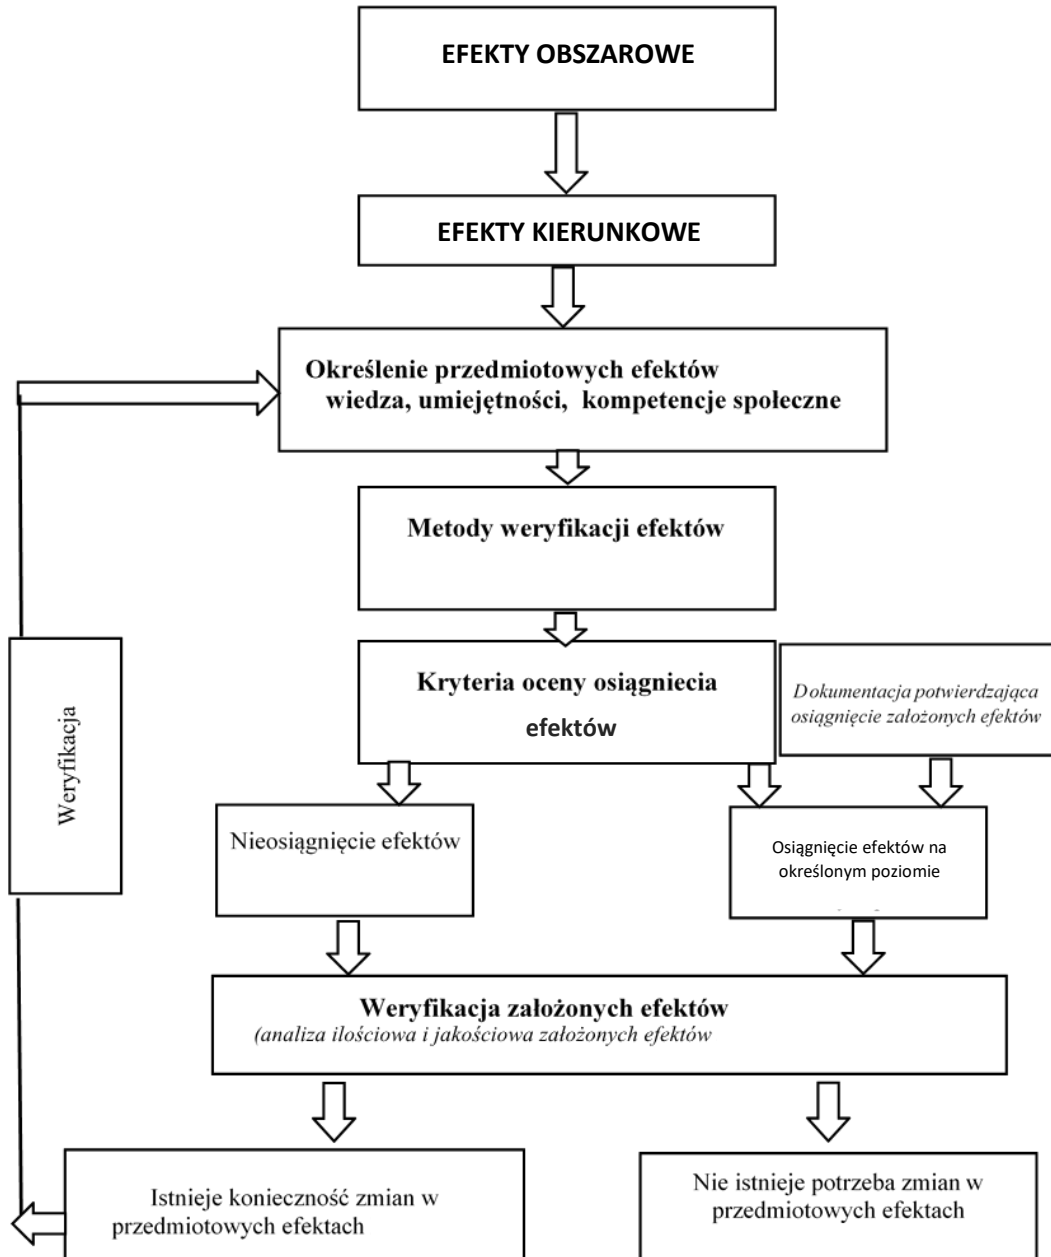 EFEKTY OBSZAROWE
EFEKTY KIERUNKOWE
Określenie przedmiotowych efektów
wiedza, umiejętności, kompetencje społeczne
Metody weryfikacji efektów
Kryteria oceny osiągniecia
efektów
Dokumentacja potwierdzająca
osiągnięcie założonych efektów
Weryfikacja
Nieosiągnięcie efektów
Osiągnięcie efektów na
określonym poziomie
Weryfikacja założonych efektów
(analiza ilościowa i jakościowa założonych efektów
Istnieje konieczność zmian w
przedmiotowych efektach
Nie istnieje potrzeba zmian w
przedmiotowych efektach